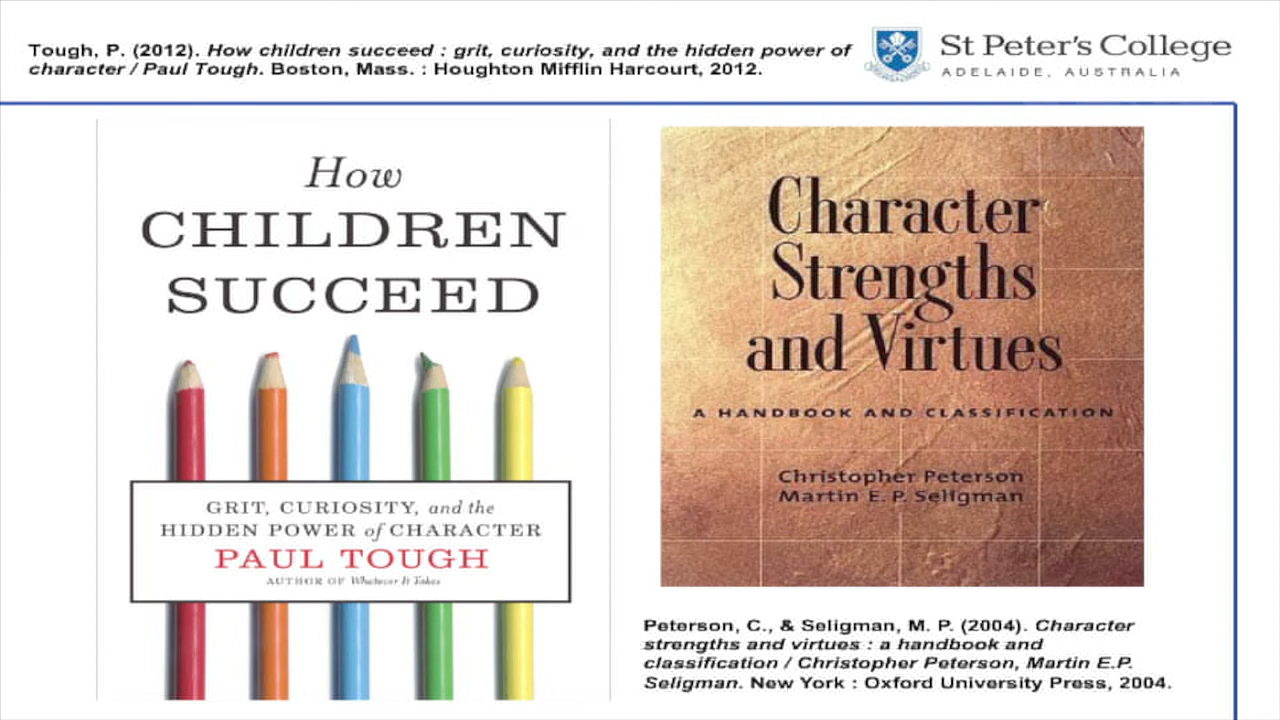 Tough, P. (2012). How children succeed : grit, curiosity, and the hidden power of
character / Paul Tough. Boston, Mass. : Houghton Mifflin Harcourt, 2012.
St Peter's College
ADELAIDE, AUSTRALIA
How
CHILDREN
SUCCEED
GRIT, CURIOSITY, and the
HIDDEN POWER of CHARACTER
PAUL TOUGH
AUTHOR OF Whatever It Takes
Character
Strengths
and Virtues
A HANDBOOK AND CLASSIFICATION
Christopher Peterson
Martin E. P. Seligman
Peterson, C., & Seligman, M. P. (2004). Character
strengths and virtues : a handbook and
classification / Christopher Peterson, Martin E.P.
Seligman. New York : Oxford University Press, 2004.